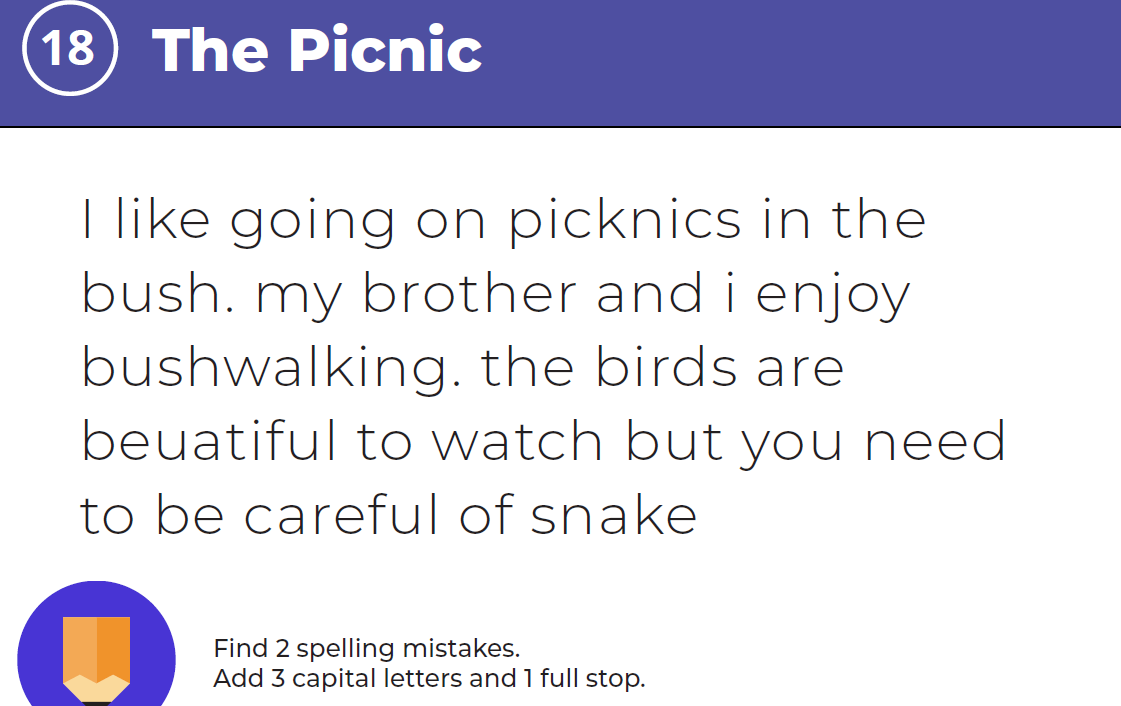 18 The Picnic
I like going on picknics in the
bush. my brother and i enjoy
bushwalking. the birds are
beuatiful to watch but you need
to be careful of snake
Find 2 spelling mistakes.
Add 3 capital letters and 1 full stop.